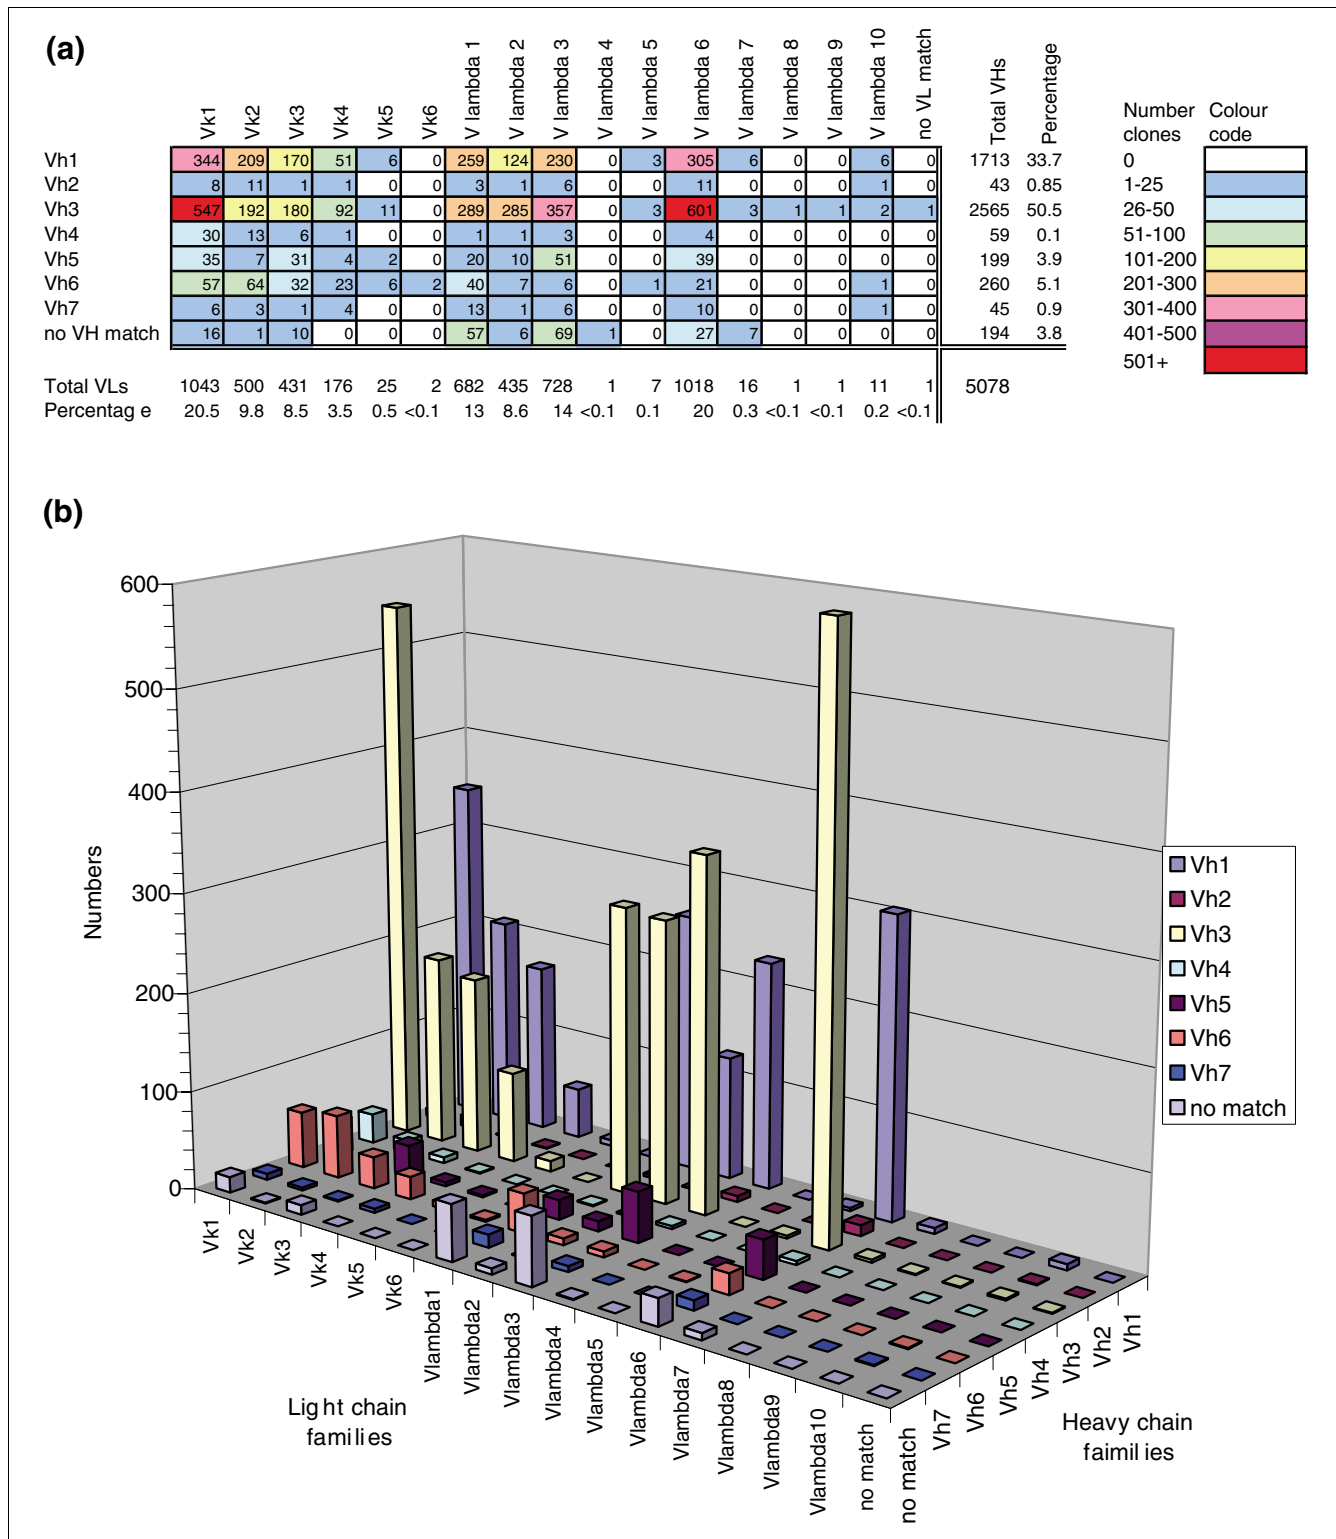 (a)
Vk1 Vk2 Vk3 Vk4 Vk5 Vk6 V lambda 1 V lambda 2 V lambda 3 V lambda 4 V lambda 5 V lambda 6 V lambda 7 V lambda 8 V lambda 9 V lambda 10 no VL match Total VHs Percentage
Vh1 344 209 170 51 6 0 259 124 230 0 3 305 6 0 0 6 0 1713 33.7
Vh2 8 11 1 1 0 0 3 1 6 0 0 11 0 0 0 1 0 43 0.85
Vh3 547 192 180 92 11 0 289 285 357 0 3 601 3 1 1 2 1 2565 50.5
Vh4 30 13 6 1 0 0 1 1 3 0 0 4 0 0 0 0 0 59 0.1
Vh5 35 7 31 4 2 0 20 10 51 0 0 39 0 0 0 0 0 199 3.9
Vh6 57 64 32 23 6 2 40 7 6 0 1 21 0 0 0 1 0 260 5.1
Vh7 6 3 1 4 0 0 13 1 6 0 0 10 0 0 0 1 0 45 0.9
no VH match 16 1 10 0 0 0 57 6 69 1 0 27 7 0 0 0 0 194 3.8
Total VLs 1043 500 431 176 25 2 682 435 728 1 7 1018 16 1 1 11 1 5078
Percentag e 20.5 9.8 8.5 3.5 0.5 <0.1 13 8.6 14 <0.1 0.1 20 0.3 <0.1 <0.1 0.2 <0.1
Number clones Colour code
0
1-25
26-50
51-100
101-200
201-300
301-400
401-500
501+
(b)
600
500
400
300
200
100
0
Numbers
Vk1
Vk2
Vk3
Vk4
Vk5
Vk6
Vlambda1
Vlambda2
Vlambda3
Vlambda4
Vlambda5
Vlambda6
Vlambda7
Vlambda8
Vlambda9
Vlambda10
no match
Light chain
families
no match
Vh7
Vh6
Vh5
Vh4
Vh3
Vh2
Vh1
Heavy chain
faimilies
Vh1
Vh2
Vh3
Vh4
Vh5
Vh6
Vh7
no match